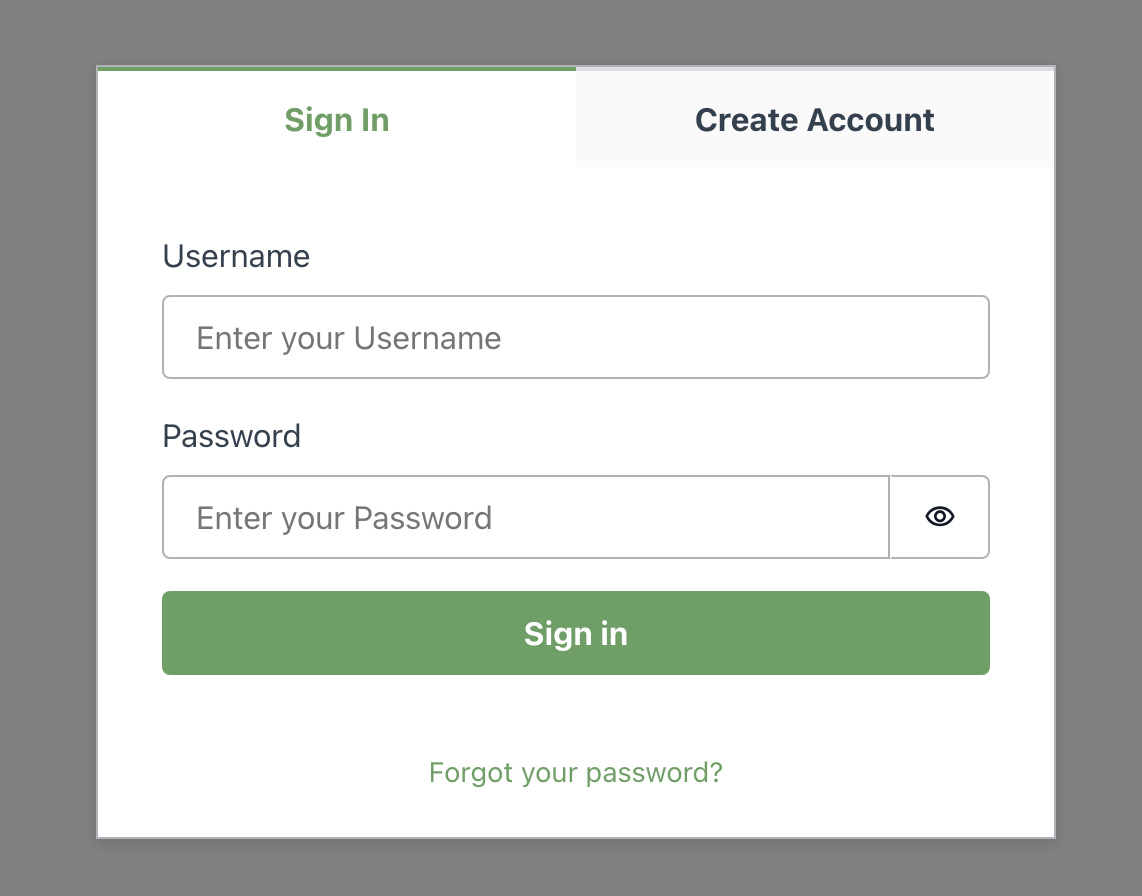 Sign In
Create Account
Username
Enter your Username
Password
Enter your Password
Sign in
Forgot your password?